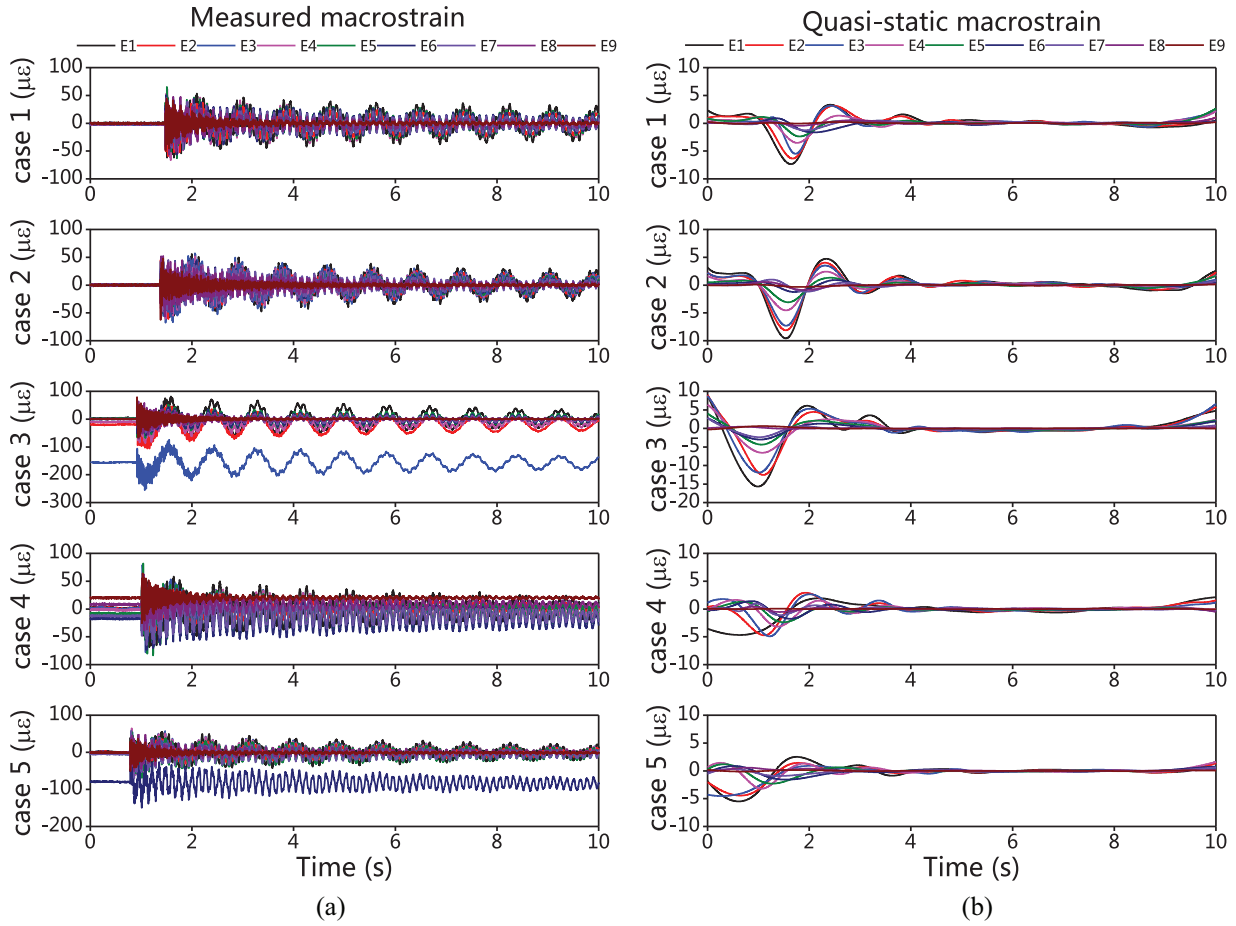 Measured macrostrain
E1 E2 E3 E4 E5 E6 E7 E8 E9
case 1 (με)
100
50
0
-50
-100
0 2 4 6 8 10
case 2 (με)
100
50
0
-50
-100
0 2 4 6 8 10
case 3 (με)
100
0
-100
-200
-300
0 2 4 6 8 10
case 4 (με)
100
50
0
-50
-100
0 2 4 6 8 10
case 5 (με)
100
0
-100
-200
0 2 4 6 8 10
Time (s)
(a)
Quasi-static macrostrain
E1 E2 E3 E4 E5 E6 E7 E8 E9
case 1 (με)
10
5
0
-5
-10
0 2 4 6 8 10
case 2 (με)
10
5
0
-5
-10
0 2 4 6 8 10
case 3 (με)
10
5
0
-5
-10
-15
-20
0 2 4 6 8 10
case 4 (με)
10
5
0
-5
-10
0 2 4 6 8 10
case 5 (με)
10
5
0
-5
-10
0 2 4 6 8 10
Time (s)
(b)